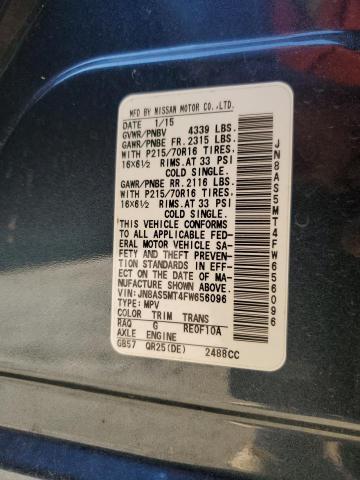 MFD BY NISSAN MOTOR CO.,LTD.
DATE 1/15
GVWR/PNBV 4339 LBS.
GAWR/PNBE FR.2315 LBS.
WITH P215/70R16 TIRES.
16X6½ RIMS.AT 33 PSI
COLD SINGLE.
GAWR/PNBE RR.2116 LBS.
WITH P215/70R16 TIRES.
16X6½ RIMS.AT 33 PSI
COLD SINGLE.
THIS VEHICLE CONFORMS
TO ALL APPLICABLE FED-
ERAL MOTOR VEHICLE SA-
FETY AND THEFT PREVEN-
TION STANDARDS IN EFF-
ECT ON THE DATE OF MA-
NUFACTURE SHOWN ABOVE.
VIN:JN8AS5MT4FW656096
TYPE: MPV
COLOR TRIM TRANS
RAQ G RE0F10A
AXLE ENGINE
GB57 QR25(DE) 2488CC
JN8AS5MT4FW656096